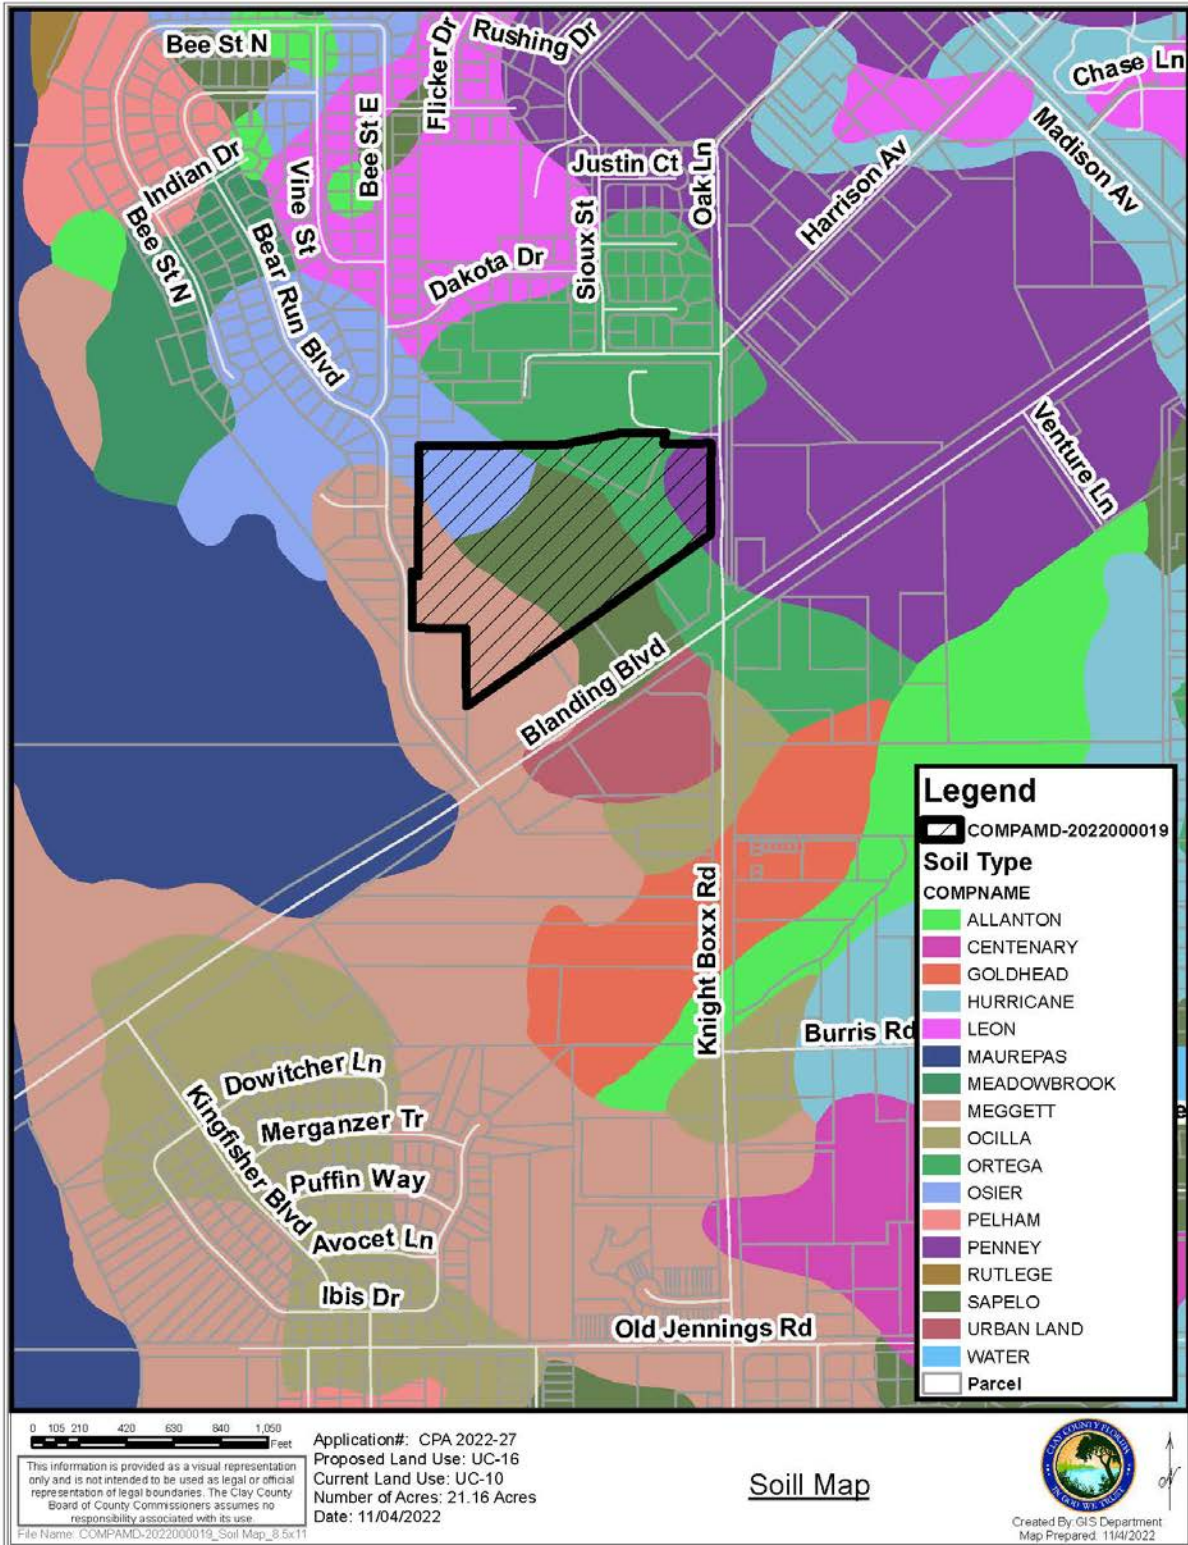 Bee St N
Flicker Dr
Rushing Dr
Chase Ln
Bee St E
Madison Av
Indian Dr
Vine St
Justin Ct
Oak Ln
Harrison Av
Bee St N
Bear Run Blvd
Sioux St
Dakota Dr
Venture Ln
Blanding Blvd
Knight Boxx Rd
Burris Rd
Dowitcher Ln
Kingfisher Blvd
Merganzer Tr
Puffin Way
Avocet Ln
Ibis Dr
Old Jennings Rd
Legend
COMPAMD-2022000019
Soil Type
COMPNAME
ALLANTON
CENTENARY
GOLDHEAD
HURRICANE
LEON
MAUREPAS
MEADOWBROOK
MEGGETT
OCILLA
ORTEGA
OSIER
PELHAM
PENNEY
RUTLEGE
SAPELO
URBAN LAND
WATER
Parcel
e
0 105 210 420 630 840 1,050
Feet
This information is provided as a visual representation
only and is not intended to be used as legal or official
representation of legal boundaries. The Clay County
Board of County Commissioners assumes no
responsibility associated with its use.
File Name: COMPAMD-2022000019_Soil Map_8.5x11
Application#: CPA 2022-27
Proposed Land Use: UC-16
Current Land Use: UC-10
Number of Acres: 21.16 Acres
Date: 11/04/2022
Soill Map
CLAY COUNTY FLORIDA
IN GOD WE TRUST
N
Created By: GIS Department
Map Prepared: 11/4/2022